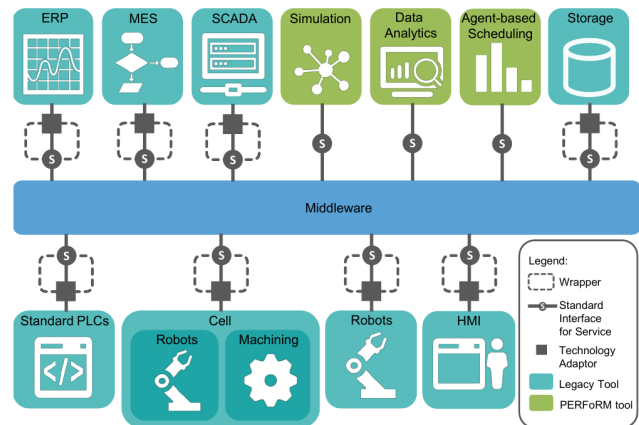 ERP
MES
SCADA
Simulation
Data
Analytics
Agent-based
Scheduling
Storage
S
S
S
S
S
S
S
Middleware
S
S
S
S
Standard PLCs
</>
Cell
Robots
Machining
Robots
HMI
Legend:
Wrapper
S
Standard
Interface
for Service
Technology
Adaptor
Legacy Tool
PERFoRM tool